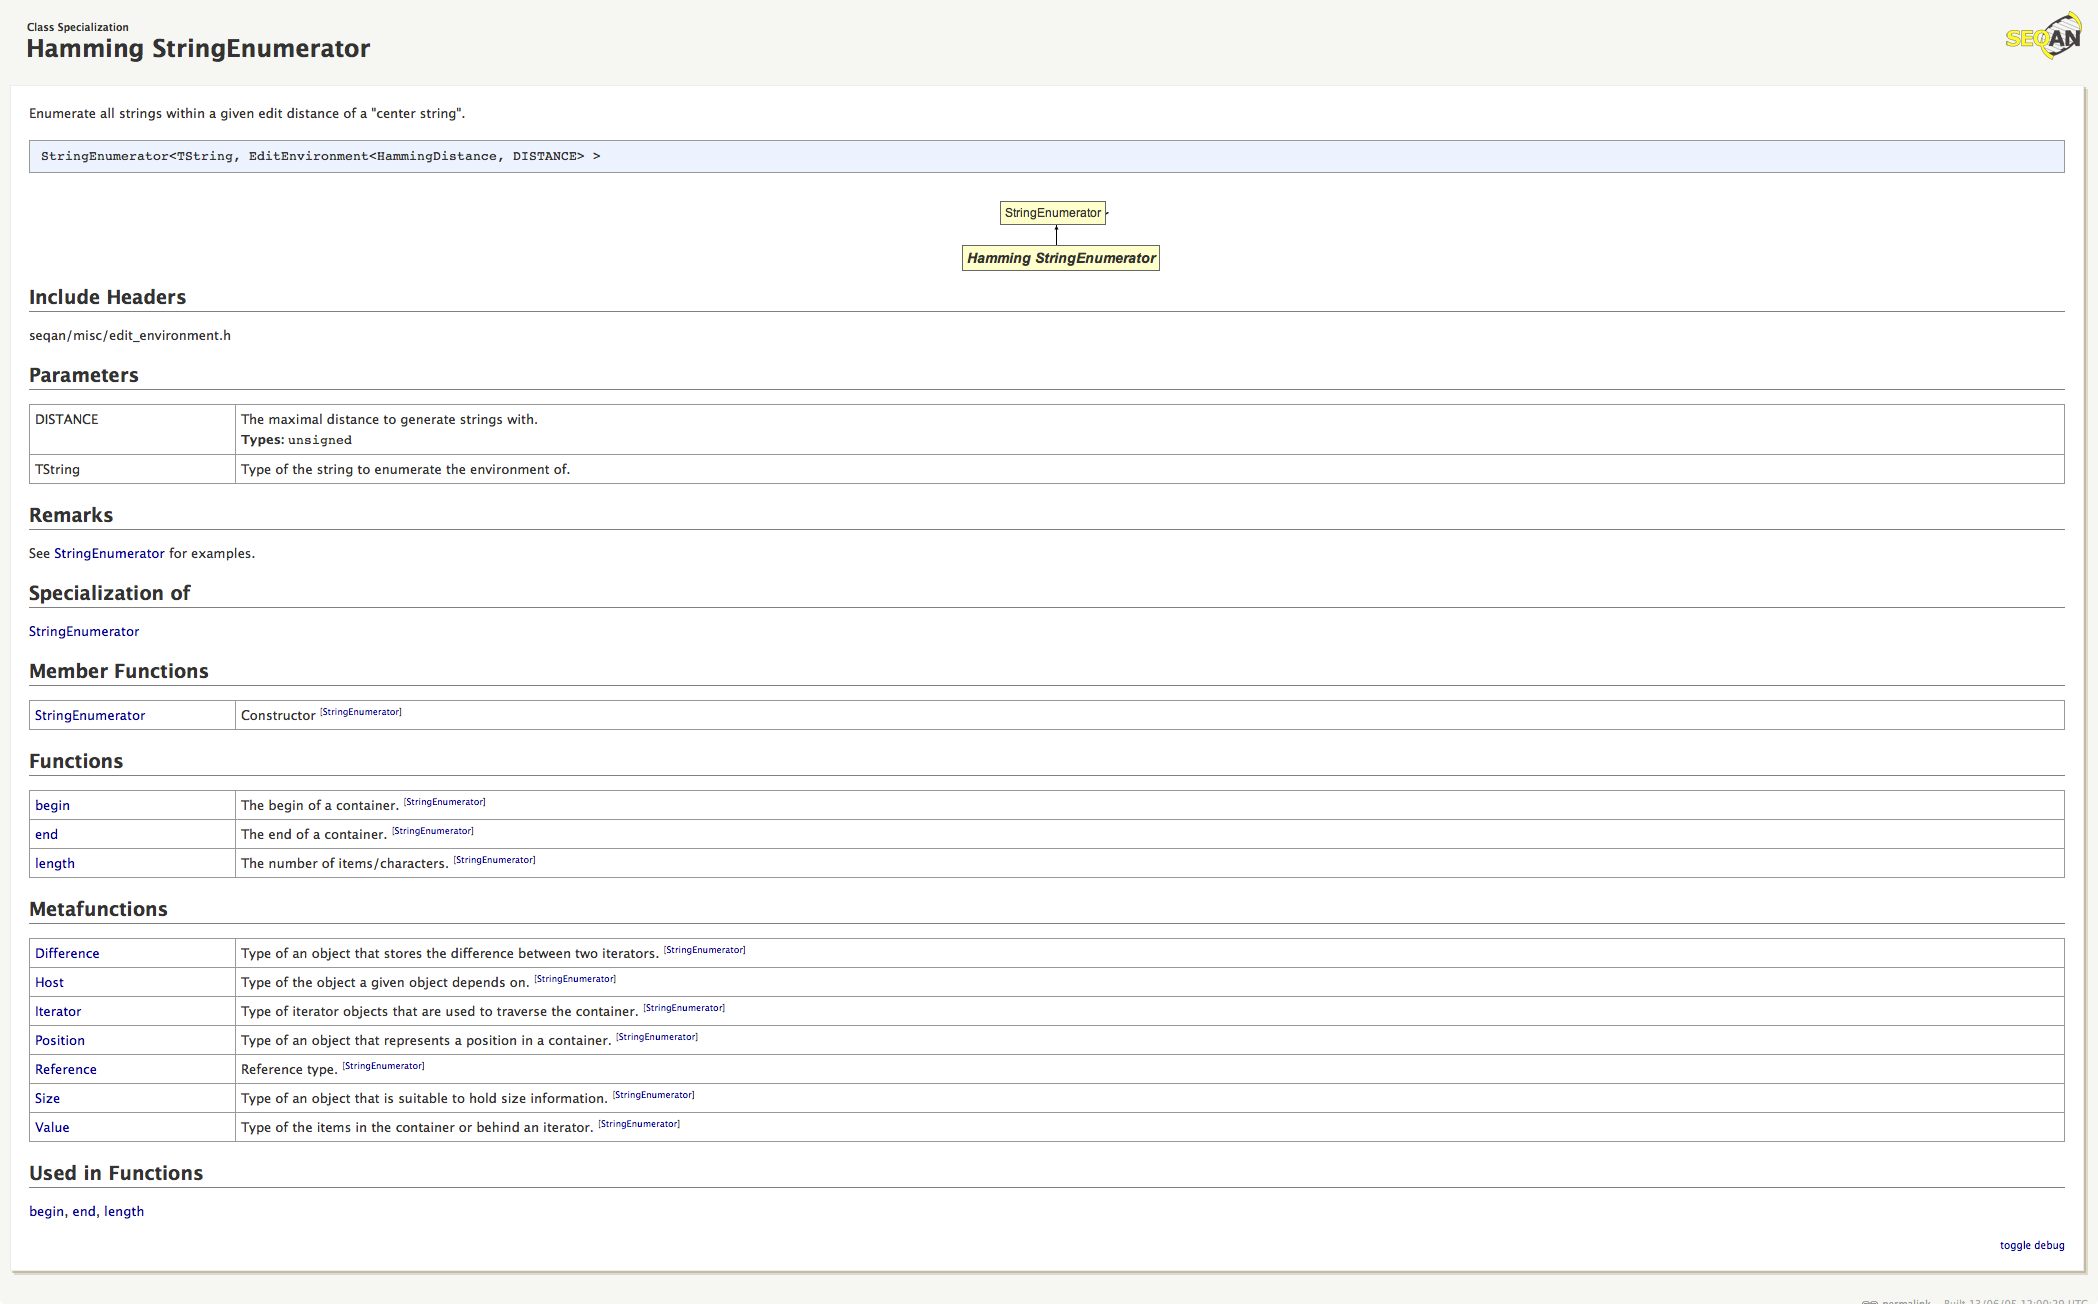 Class Specialization
Hamming StringEnumerator
SEQAN
Enumerate all strings within a given edit distance of a "center string".
StringEnumerator<TString, EditEnvironment<HammingDistance, DISTANCE> >
StringEnumerator
Hamming StringEnumerator
Include Headers
seqan/misc/edit_environment.h
Parameters
DISTANCE The maximal distance to generate strings with.
Types: unsigned
TString Type of the string to enumerate the environment of.
Remarks
See StringEnumerator for examples.
Specialization of
StringEnumerator
Member Functions
StringEnumerator Constructor [StringEnumerator]
Functions
begin The begin of a container. [StringEnumerator]
end The end of a container. [StringEnumerator]
length The number of items/characters. [StringEnumerator]
Metafunctions
Difference Type of an object that stores the difference between two iterators. [StringEnumerator]
Host Type of the object a given object depends on. [StringEnumerator]
Iterator Type of iterator objects that are used to traverse the container. [StringEnumerator]
Position Type of an object that represents a position in a container. [StringEnumerator]
Reference Reference type. [StringEnumerator]
Size Type of an object that is suitable to hold size information. [StringEnumerator]
Value Type of the items in the container or behind an iterator. [StringEnumerator]
Used in Functions
begin, end, length
toggle debug